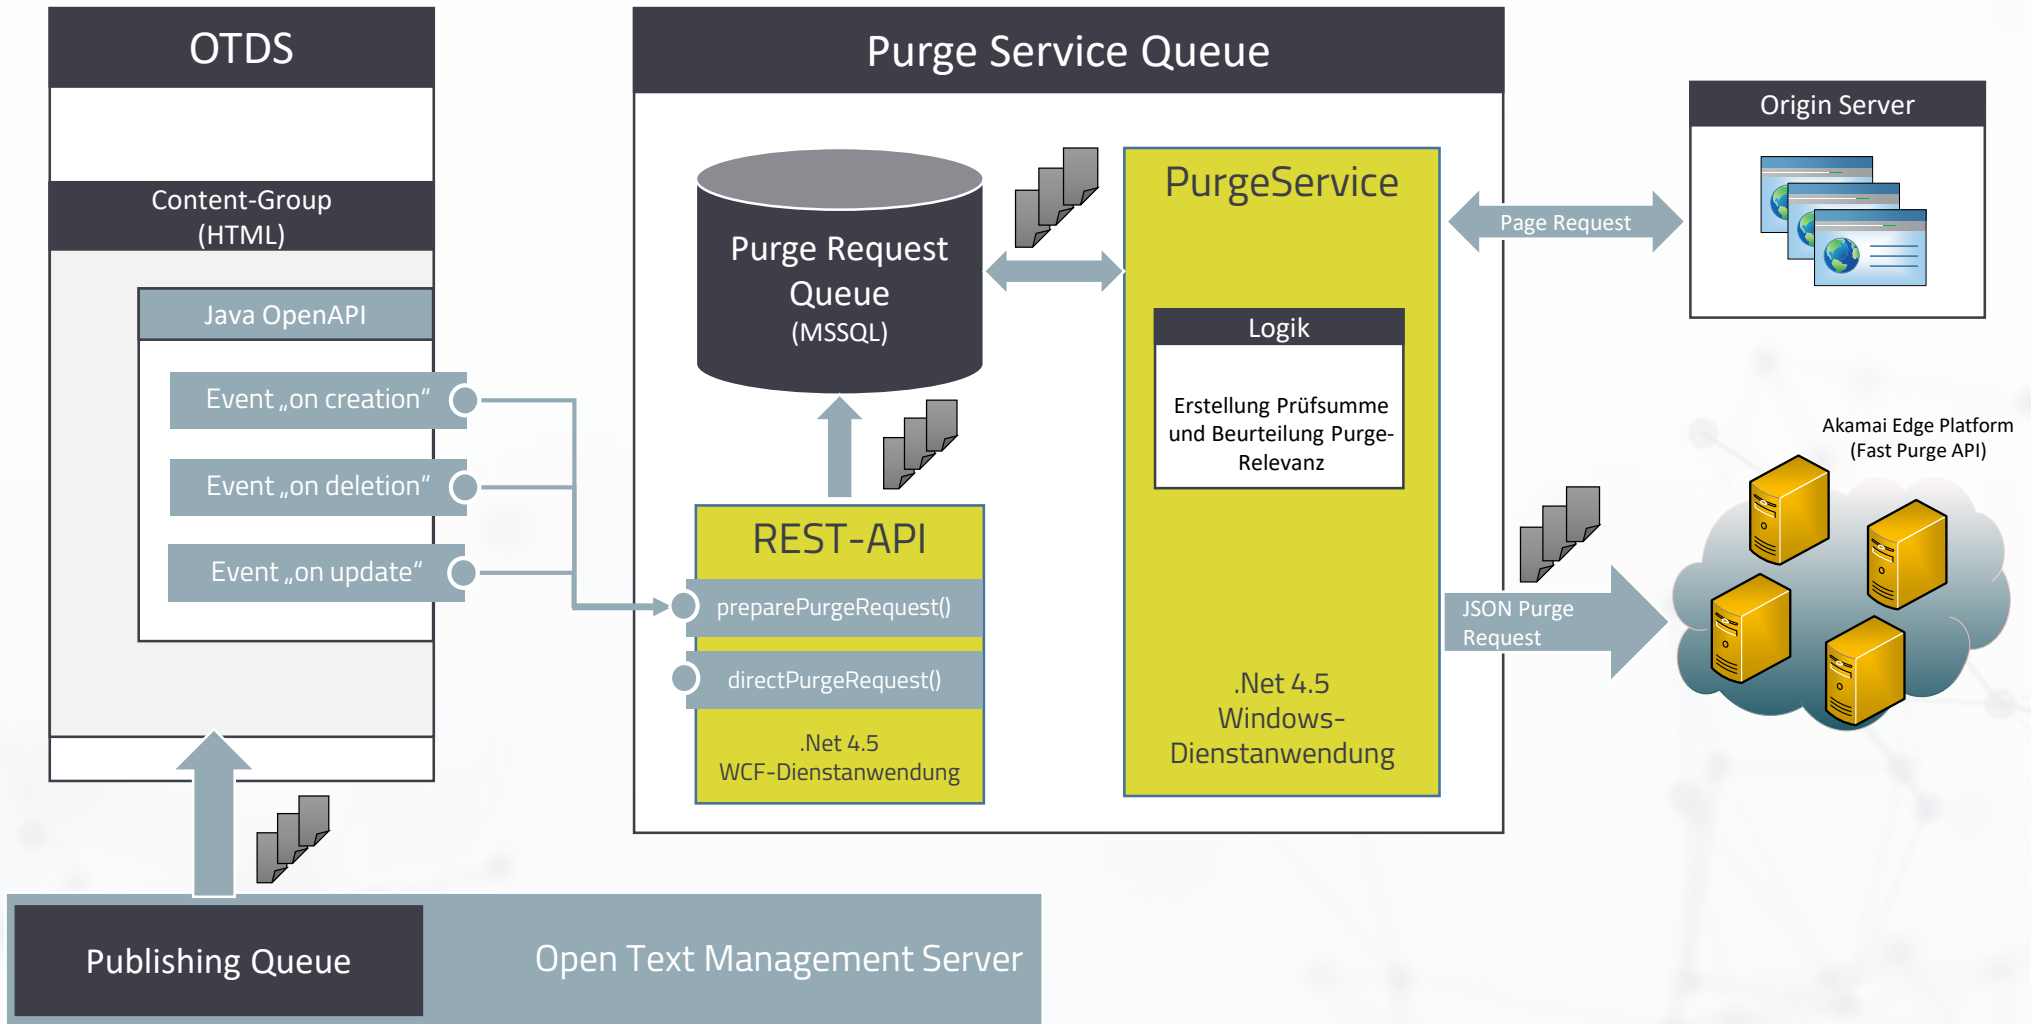 OTDS
Content-Group
(HTML)
Java OpenAPI
Event „on creation“
Event „on deletion“
Event „on update“
Publishing Queue
Open Text Management Server
Purge Service Queue
Purge Request
Queue
(MSSQL)
REST-API
preparePurgeRequest()
directPurgeRequest()
.Net 4.5
WCF-Dienstanwendung
PurgeService
Logik
Erstellung Prüfsumme
und Beurteilung Purge-
Relevanz
.Net 4.5
Windows-
Dienstanwendung
Page Request
JSON Purge
Request
Origin Server
Akamai Edge Platform
(Fast Purge API)